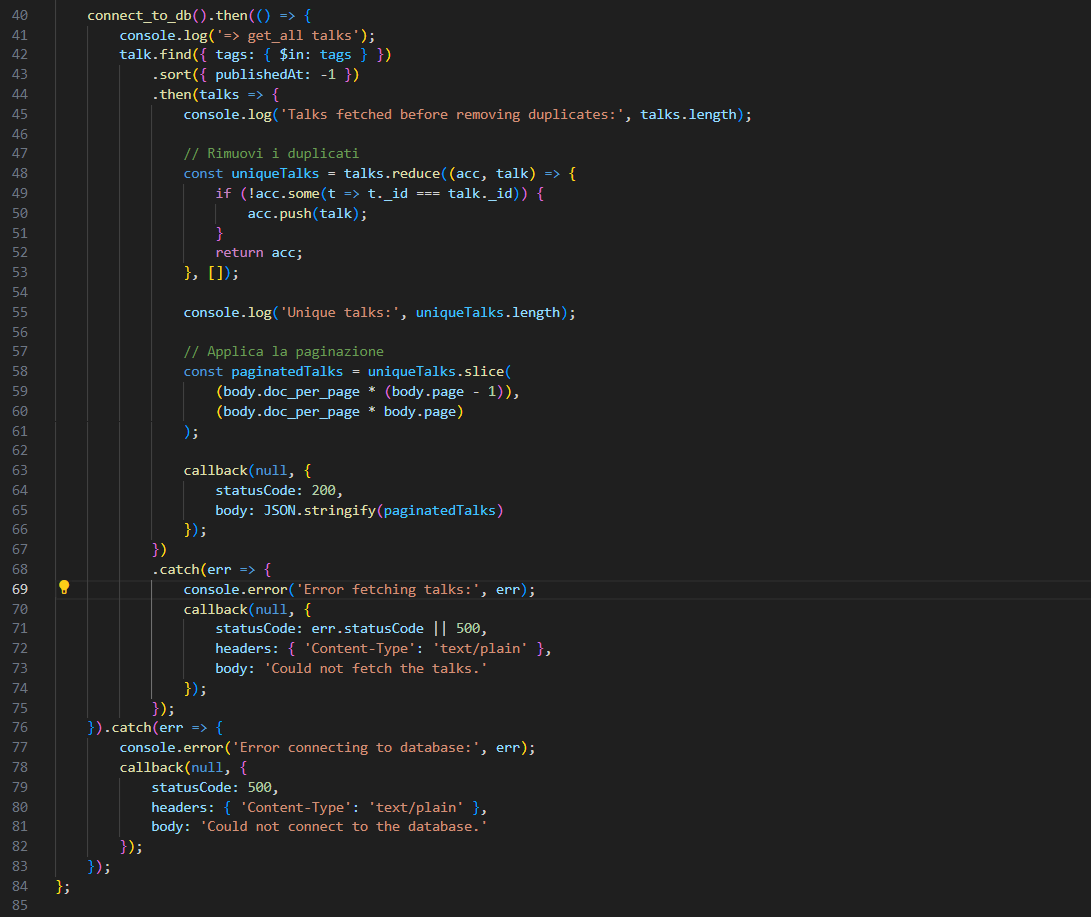 40 connect_to_db().then(() => {
41 console.log('=> get_all talks');
42 talk.find({ tags: { $in: tags } })
43 .sort({ publishedAt: -1 })
44 .then(talks => {
45 console.log('Talks fetched before removing duplicates:', talks.length);
46
47 // Rimuovi i duplicati
48 const uniqueTalks = talks.reduce((acc, talk) => {
49 if (!acc.some(t => t._id === talk._id)) {
50 acc.push(talk);
51 }
52 return acc;
53 }, []);
54
55 console.log('Unique talks:', uniqueTalks.length);
56
57 // Applica la paginazione
58 const paginatedTalks = uniqueTalks.slice(
59 (body.doc_per_page * (body.page - 1)),
60 (body.doc_per_page * body.page)
61 );
62
63 callback(null, {
64 statusCode: 200,
65 body: JSON.stringify(paginatedTalks)
66 });
67 })
68 .catch(err => {
69 console.error('Error fetching talks:', err);
70 callback(null, {
71 statusCode: err.statusCode || 500,
72 headers: { 'Content-Type': 'text/plain' },
73 body: 'Could not fetch the talks.'
74 });
75 });
76 }).catch(err => {
77 console.error('Error connecting to database:', err);
78 callback(null, {
79 statusCode: 500,
80 headers: { 'Content-Type': 'text/plain' },
81 body: 'Could not connect to the database.'
82 });
83 });
84 };
85